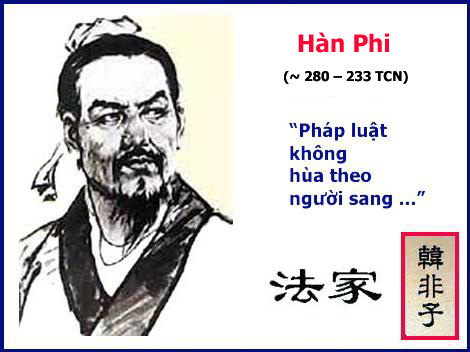 Hàn Phi
(~ 280 – 233 TCN)
“Pháp luật
không
hùa theo
người sang ...”
法家
韓非子